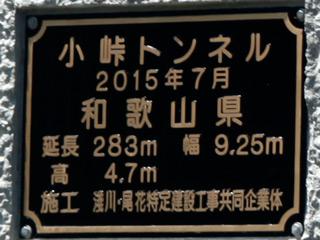 小峠トンネル
2015年7月
和歌山県
延長 283m 幅 9.25m
高 4.7m
施工 湊川・尾花特定建設工事共同企業体